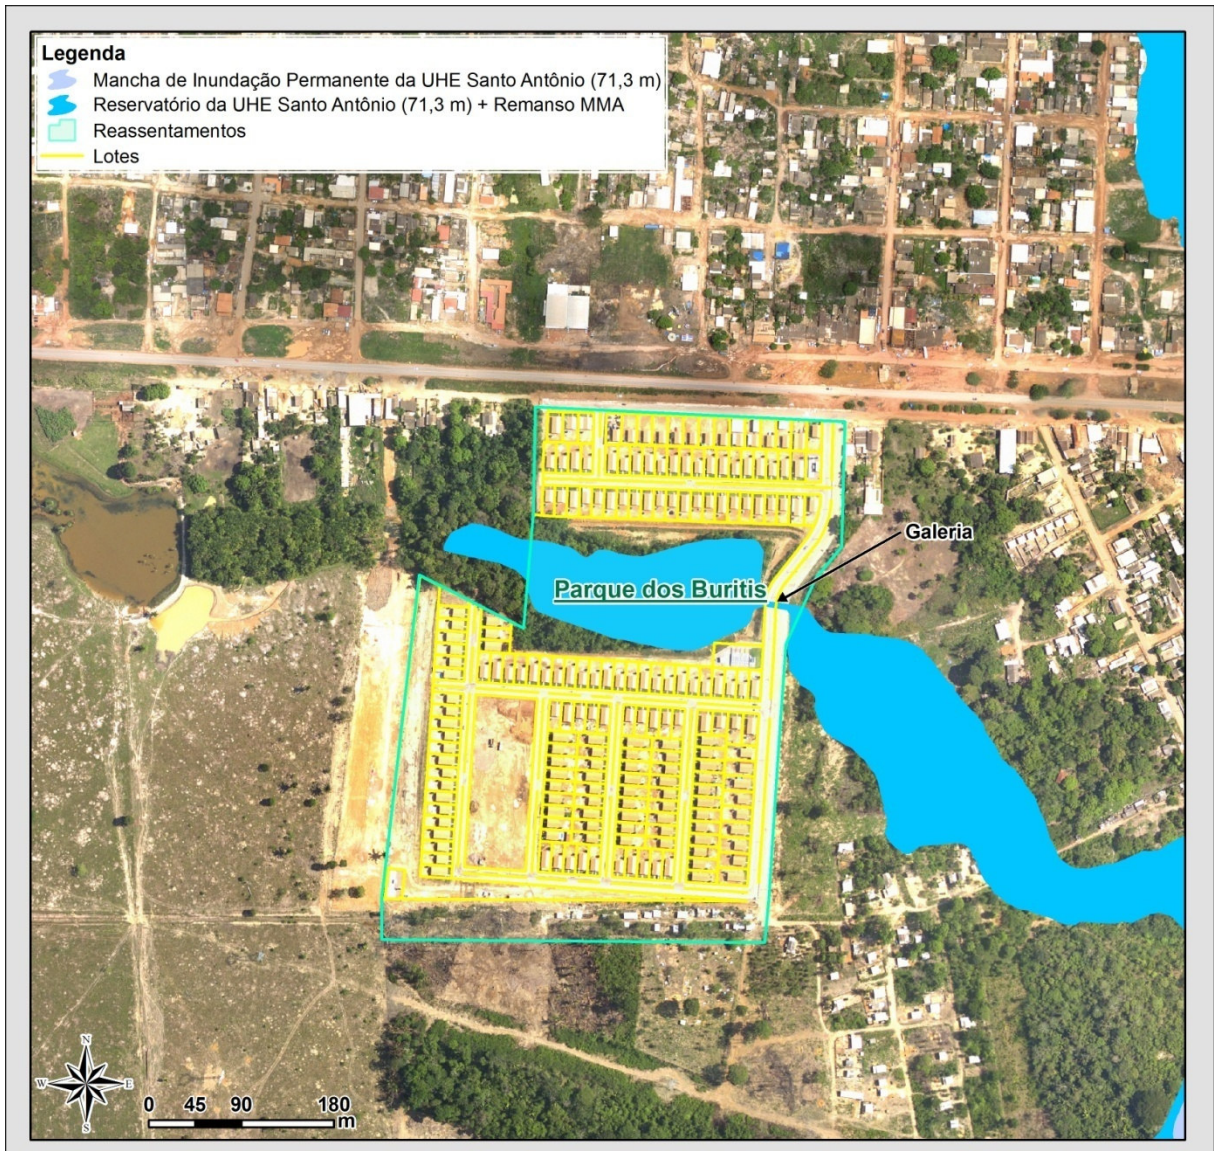 Legenda
Mancha de Inundação Permanente da UHE Santo Antônio (71,3 m)
Reservatório da UHE Santo Antônio (71,3 m) + Remanso MMA
Reassentamentos
Lotes
Galeria
Parque dos Buritis
N
W E
S
0 45 90 180
m